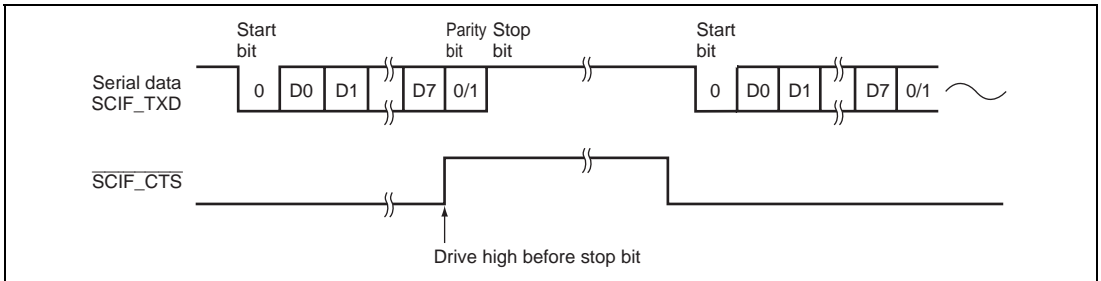 Start bit
Parity bit
Stop bit
Start bit
Serial data
SCIF_TXD
0 D0 D1 D7 0/1 0 D0 D1 D7 0/1
SCIF_CTS
Drive high before stop bit